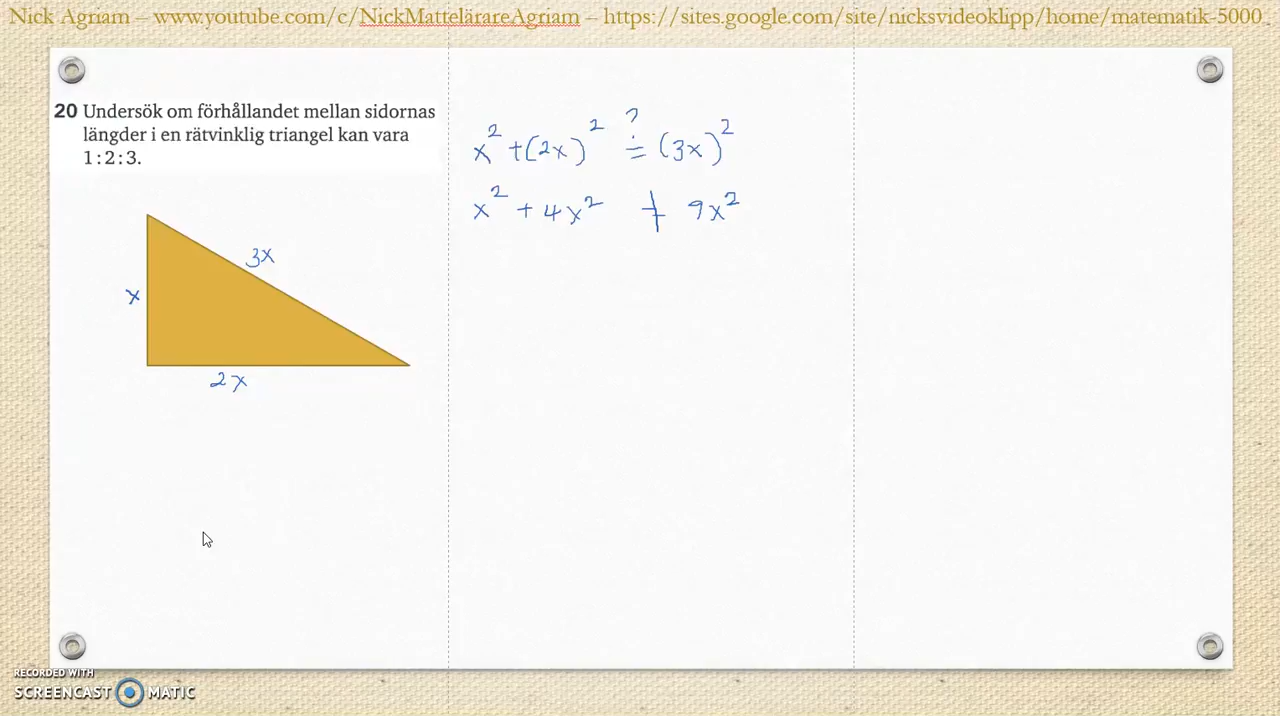 Nick Agriam – www.youtube.com/c/NickMattelärareAgriam – https://sites.google.com/site/nicksvideoklipp/home/matematik-5000
20 Undersök om förhållandet mellan sidornas
längder i en rätvinklig triangel kan vara
1 : 2 : 3.
x² + (2x)² ≟ (3x)²
x² + 4x² ≠ 9x²
3x
x
2x
RECORDED WITH
SCREENCAST MATIC